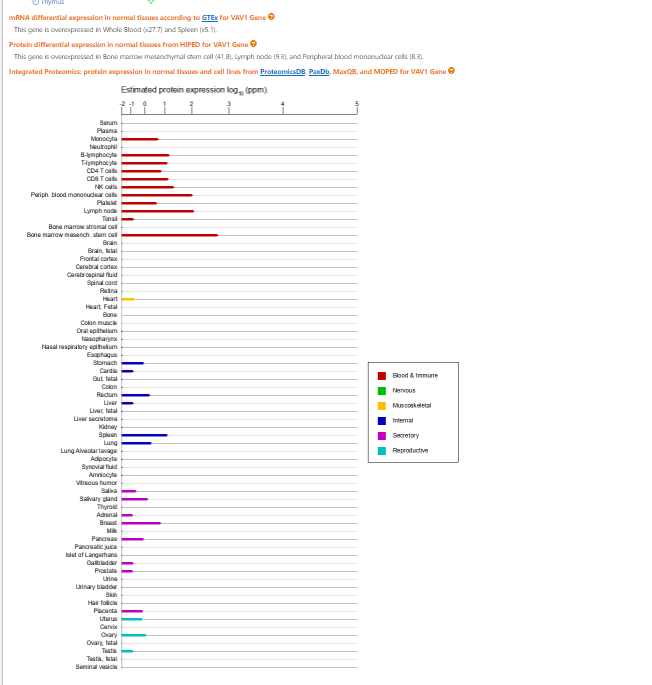 Thymus
mRNA differential expression in normal tissues according to GTEx for VAV1 Gene
This gene is overexpressed in Whole Blood (x27.7) and Spleen (x5.1).
Protein differential expression in normal tissues from HIPED for VAV1 Gene
This gene is overexpressed in Bone marrow mesenchymal stem cell (41.8), Lymph node (9.3), and Peripheral blood mononuclear cells (8.3).
Integrated Proteomics: protein expression in normal tissues and cell lines from ProteomicsDB, PaxDb, MaxQB, and MOPED for VAV1 Gene
Estimated protein expression log10 (ppm).
-2 -1 0 1 2 3 4 5
Serum
Plasma
Monocyte
Neutrophil
B-lymphocyte
T-lymphocyte
CD4 T cells
CD8 T cells
NK cells
Periph. blood mononuclear cells
Platelet
Lymph node
Tonsil
Bone marrow stromal cell
Bone marrow mesench. stem cell
Brain
Brain, fetal
Frontal cortex
Cerebral cortex
Cerebrospinal fluid
Spinal cord
Retina
Heart
Heart, Fetal
Bone
Colon muscle
Oral epithelium
Nasopharynx
Nasal respiratory epithelium
Esophagus
Stomach
Cardia
Gut, fetal
Colon
Rectum
Liver
Liver, fetal
Liver secretome
Kidney
Spleen
Lung
Lung Alveolar lavage
Adipocyte
Synovial fluid
Amniocyte
Vitreous humor
Saliva
Salivary gland
Thyroid
Adrenal
Breast
Milk
Pancreas
Pancreatic juice
Islet of Langerhans
Gallbladder
Prostate
Urine
Urinary bladder
Skin
Hair follicle
Placenta
Uterus
Cervix
Ovary
Ovary, fetal
Testis
Testis, fetal
Seminal vesicle
Blood & Immune
Nervous
Muscoskeletal
Internal
Secretory
Reproductive